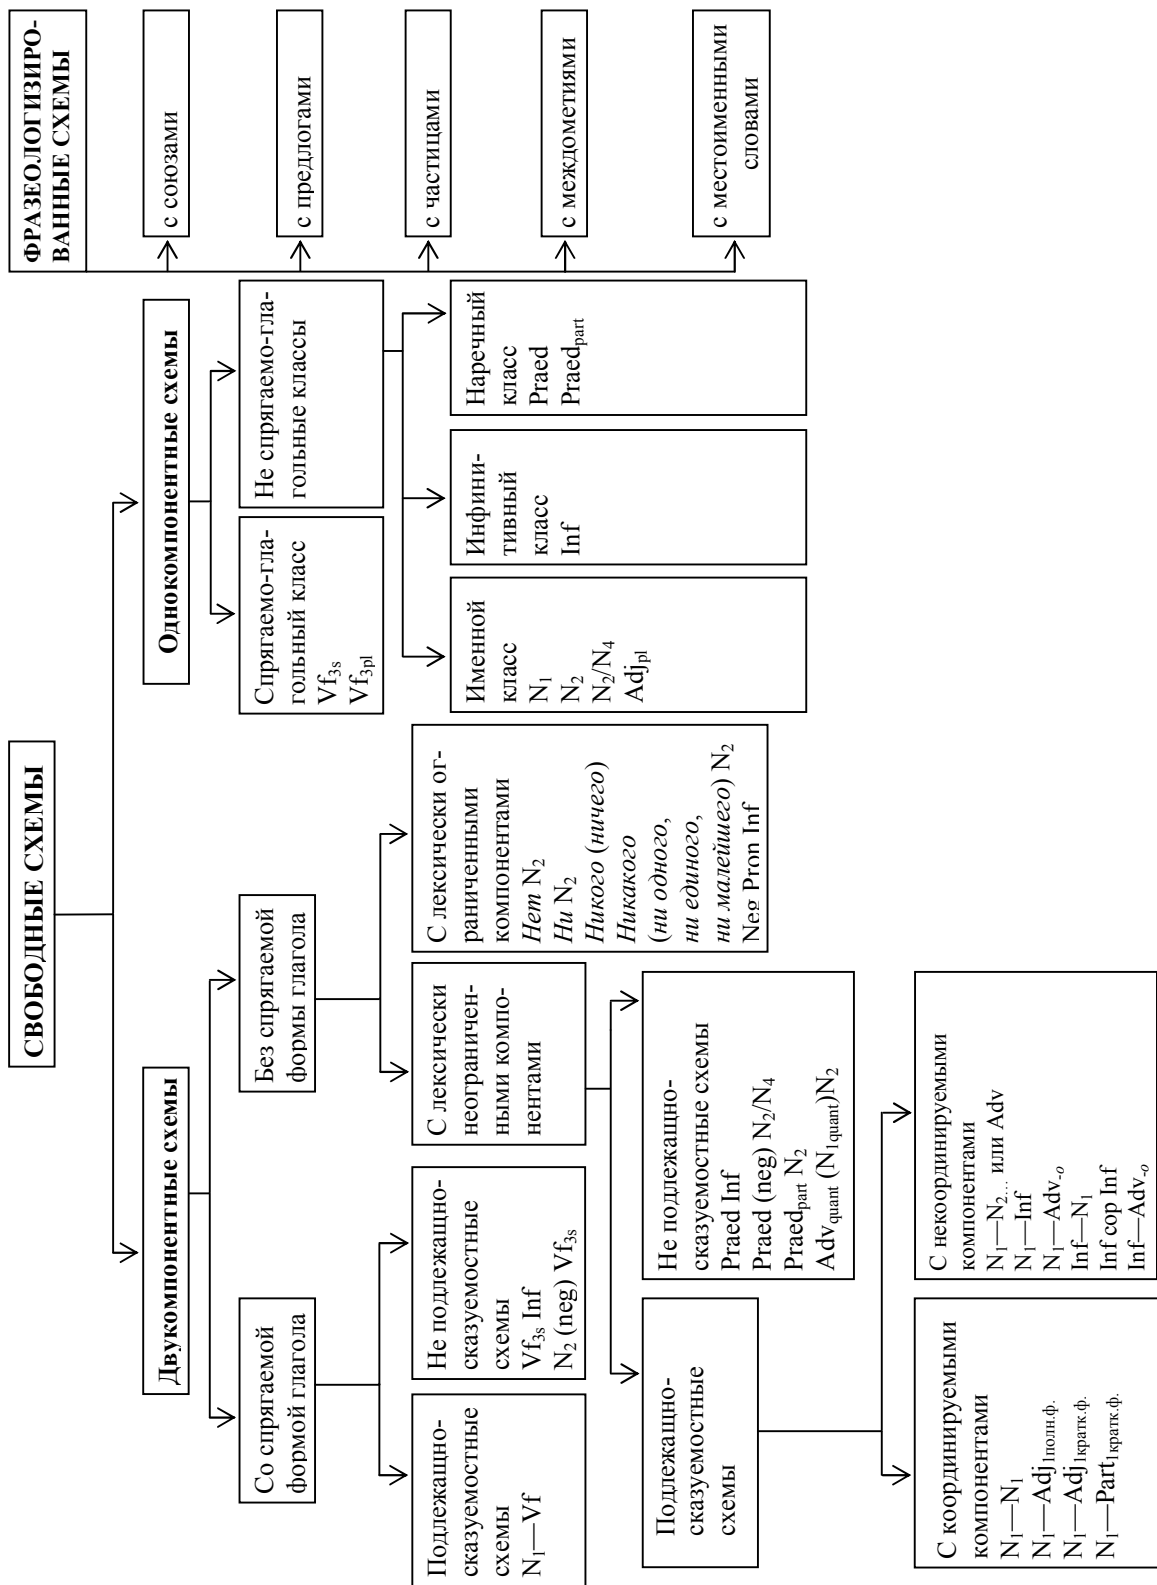 СВОБОДНЫЕ СХЕМЫ
ФРАЗЕОЛОГИЗИРО-
ВАННЫЕ СХЕМЫ
Двукомпонентные схемы
Однокомпонентные схемы
с союзами
Со спрягаемой
формой глагола
Без спрягаемой
формы глагола
Спрягаемо-гла-
гольный класс
Vf3s
Vf3pl
Не спрягаемо-гла-
гольные классы
с предлогами
Подлежащно-
сказуемостные
схемы
N1—Vf
Не подлежащно-
сказуемостные
схемы
Vf3s Inf
N2 (neg) Vf3s
С лексически
неограничен-
ными компо-
нентами
С лексически ог-
раниченными
компонентами
Нет N2
Ни N2
Никого (ничего)
Никакого
(ни одного,
ни единого,
ни малейшего) N2
Neg Pron Inf
Именной
класс
N1
N2
N2/N4
Adjpl
Инфини-
тивный
класс
Inf
Наречный
класс
Praed
Praedpart
с частицами
с междометиями
с местоименными
словами
Подлежащно-
сказуемостные
схемы
Не подлежащно-
сказуемостные схемы
Praed Inf
Praed (neg) N2/N4
Praedpart N2
Advquant (N1quant)N2
С координируемыми
компонентами
N1—N1
N1—Adj1полн.ф.
N1—Adj1кратк.ф.
N1—Part1кратк.ф.
С некоординируемыми
компонентами
N1—N2... или Adv
N1—Inf
N1—Adv-о
Inf—N1
Inf cop Inf
Inf—Adv-о